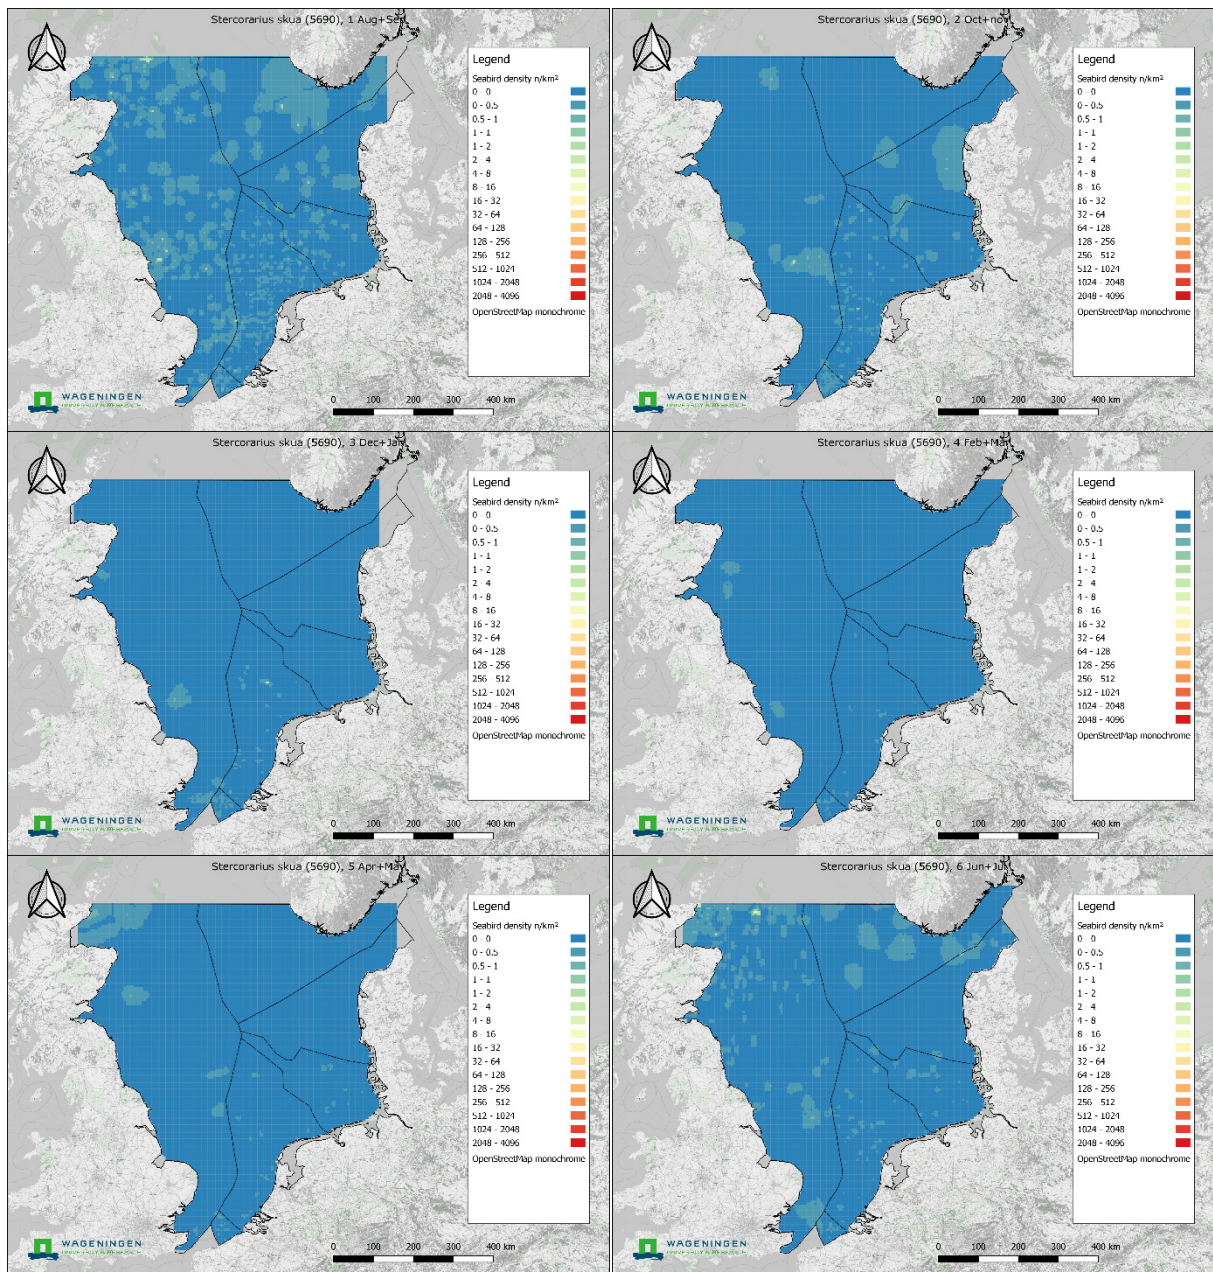 Stercorarius skua (5690), 1 Aug+Sep
Legend
Seabird density n/km²
0 - 0
0 - 0.5
0.5 - 1
1 - 1
1 - 2
2 - 4
4 - 8
8 - 16
16 - 32
32 - 64
64 - 128
128 - 256
256 - 512
512 - 1024
1024 - 2048
2048 - 4096
OpenStreetMap monochrome
WAGENINGEN
UNIVERSITY & RESEARCH
0 100 200 300 400 km
Stercorarius skua (5690), 2 Oct+nov
Legend
Seabird density n/km²
0 - 0
0 - 0.5
0.5 - 1
1 - 1
1 - 2
2 - 4
4 - 8
8 - 16
16 - 32
32 - 64
64 - 128
128 - 256
256 - 512
512 - 1024
1024 - 2048
2048 - 4096
OpenStreetMap monochrome
WAGENINGEN
UNIVERSITY & RESEARCH
0 100 200 300 400 km
Stercorarius skua (5690), 3 Dec+Jan
Legend
Seabird density n/km²
0 - 0
0 - 0.5
0.5 - 1
1 - 1
1 - 2
2 - 4
4 - 8
8 - 16
16 - 32
32 - 64
64 - 128
128 - 256
256 - 512
512 - 1024
1024 - 2048
2048 - 4096
OpenStreetMap monochrome
WAGENINGEN
UNIVERSITY & RESEARCH
0 100 200 300 400 km
Stercorarius skua (5690), 4 Feb+Mar
Legend
Seabird density n/km²
0 - 0
0 - 0.5
0.5 - 1
1 - 1
1 - 2
2 - 4
4 - 8
8 - 16
16 - 32
32 - 64
64 - 128
128 - 256
256 - 512
512 - 1024
1024 - 2048
2048 - 4096
OpenStreetMap monochrome
WAGENINGEN
UNIVERSITY & RESEARCH
0 100 200 300 400 km
Stercorarius skua (5690), 5 Apr+May
Legend
Seabird density n/km²
0 - 0
0 - 0.5
0.5 - 1
1 - 1
1 - 2
2 - 4
4 - 8
8 - 16
16 - 32
32 - 64
64 - 128
128 - 256
256 - 512
512 - 1024
1024 - 2048
2048 - 4096
OpenStreetMap monochrome
WAGENINGEN
UNIVERSITY & RESEARCH
0 100 200 300 400 km
Stercorarius skua (5690), 6 Jun+Jul
Legend
Seabird density n/km²
0 - 0
0 - 0.5
0.5 - 1
1 - 1
1 - 2
2 - 4
4 - 8
8 - 16
16 - 32
32 - 64
64 - 128
128 - 256
256 - 512
512 - 1024
1024 - 2048
2048 - 4096
OpenStreetMap monochrome
WAGENINGEN
UNIVERSITY & RESEARCH
0 100 200 300 400 km